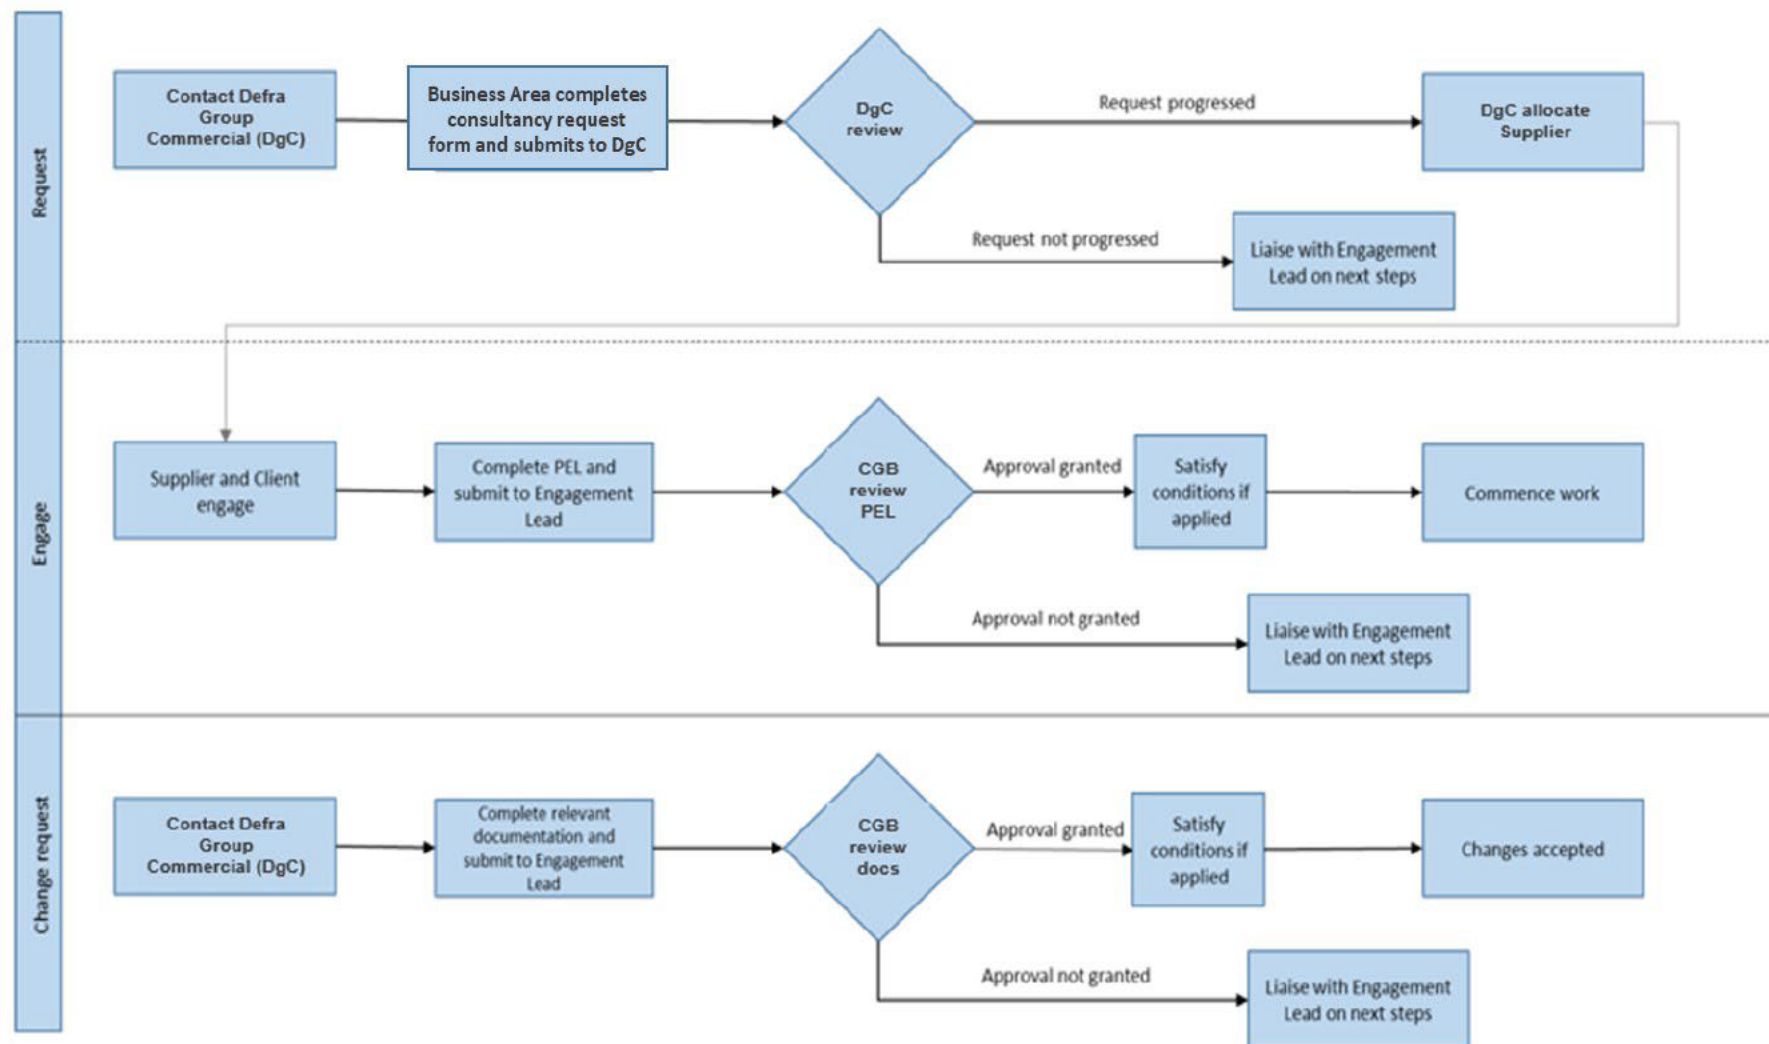 Request
Contact Defra
Group
Commercial (DgC)
Business Area completes
consultancy request
form and submits to DgC
DgC
review
Request progressed
DgC allocate
Supplier
Request not progressed
Liaise with Engagement
Lead on next steps
Engage
Supplier and Client
engage
Complete PEL and
submit to Engagement
Lead
CGB
review
PEL
Approval granted
Satisfy
conditions if
applied
Commence work
Approval not granted
Liaise with Engagement
Lead on next steps
Change request
Contact Defra
Group
Commercial (DgC)
Complete relevant
documentation and
submit to Engagement
Lead
CGB
review
docs
Approval granted
Satisfy
conditions if
applied
Changes accepted
Approval not granted
Liaise with Engagement
Lead on next steps